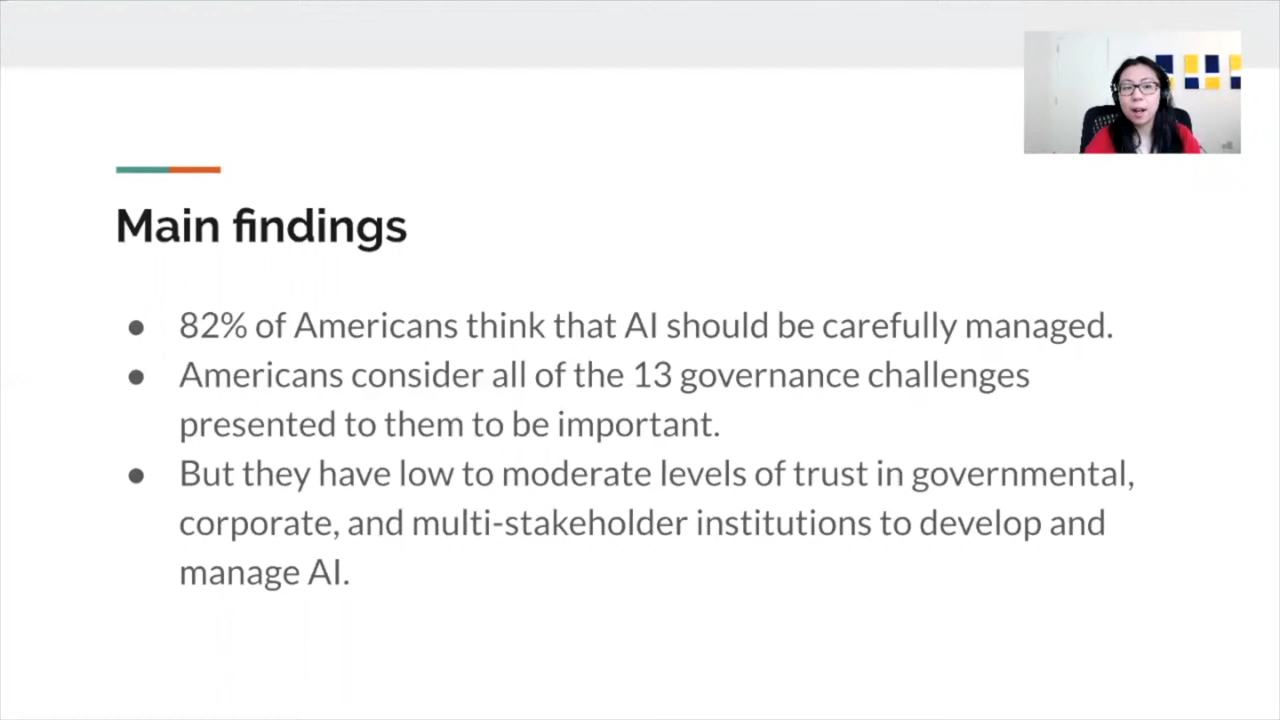 Main findings
● 82% of Americans think that AI should be carefully managed.
● Americans consider all of the 13 governance challenges
presented to them to be important.
● But they have low to moderate levels of trust in governmental,
corporate, and multi-stakeholder institutions to develop and
manage AI.